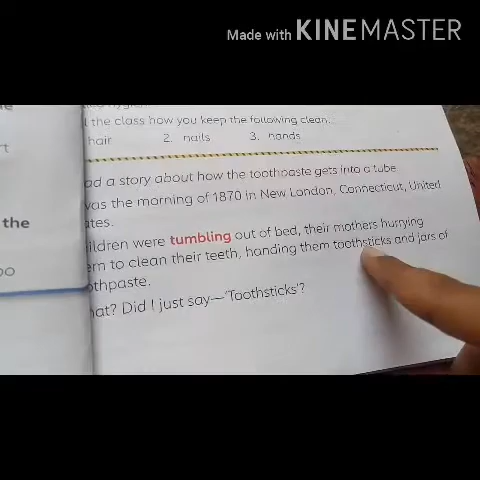 Made with KINEMASTER
the class how you keep the following clean.
hair 2. nails 3. hands
a story about how the toothpaste gets into a tube
was the morning of 1870 in New London, Connecticut, United
ates.
ildren were tumbling out of bed, their mothers hurrying
em to clean their teeth, handing them toothsticks and jars of
othpaste.
hat? Did I just say—'Toothsticks'?
the